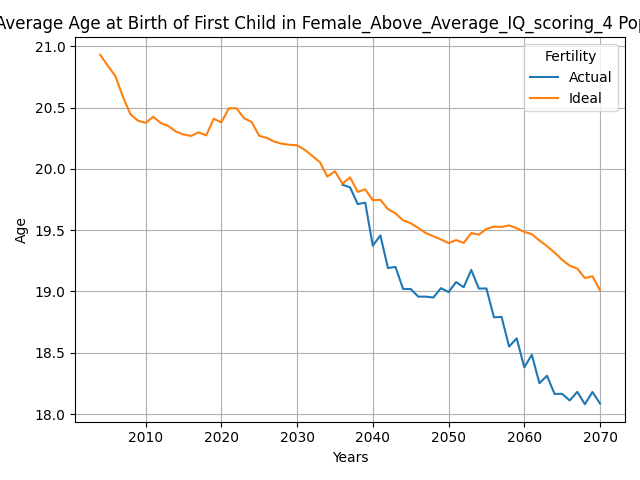 Average Age at Birth of First Child in Female_Above_Average_IQ_scoring_4
21.0
20.5
20.0
19.5
19.0
18.5
18.0
Age
Fertility
Actual
Ideal
2010 2020 2030 2040 2050 2060 2070
Years